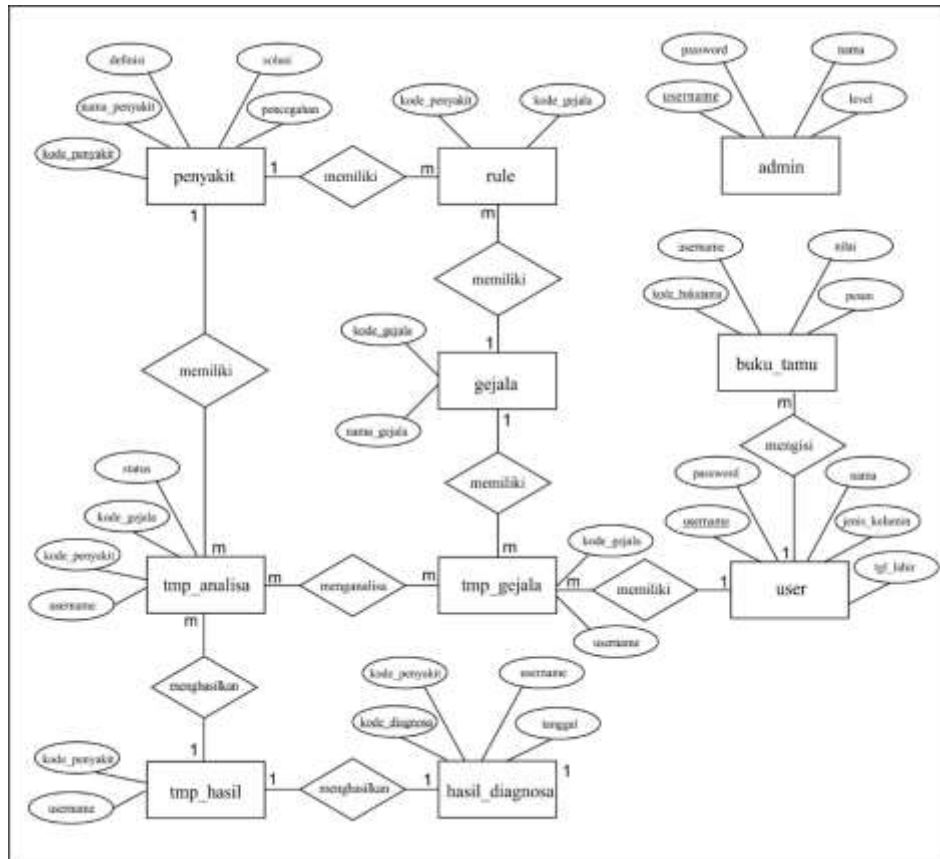 definisi
solusi
nama_penyakit
pencegahan
kode_penyakit
penyakit
1
1
memiliki
m
kode_penyakit
kode_gejala
rule
m
password
nama
username
level
admin
memiliki
memiliki
1
kode_gejala
gejala
nama_gejala
1
username
nilai
kode_bukutamu
pesan
buku_tamu
m
mengisi
status
kode_gejala
kode_penyakit
username
m
tmp_analisa
m
m
menganalisa
m
memiliki
m
tmp_gejala
kode_gejala
m
username
memiliki
1
password
nama
username
jenis_kelamin
tgl_lahir
1
user
menghasilkan
1
kode_penyakit
username
tmp_hasil
1
menghasilkan
1
kode_penyakit
username
kode_diagnosa
tanggal
hasil_diagnosa
1